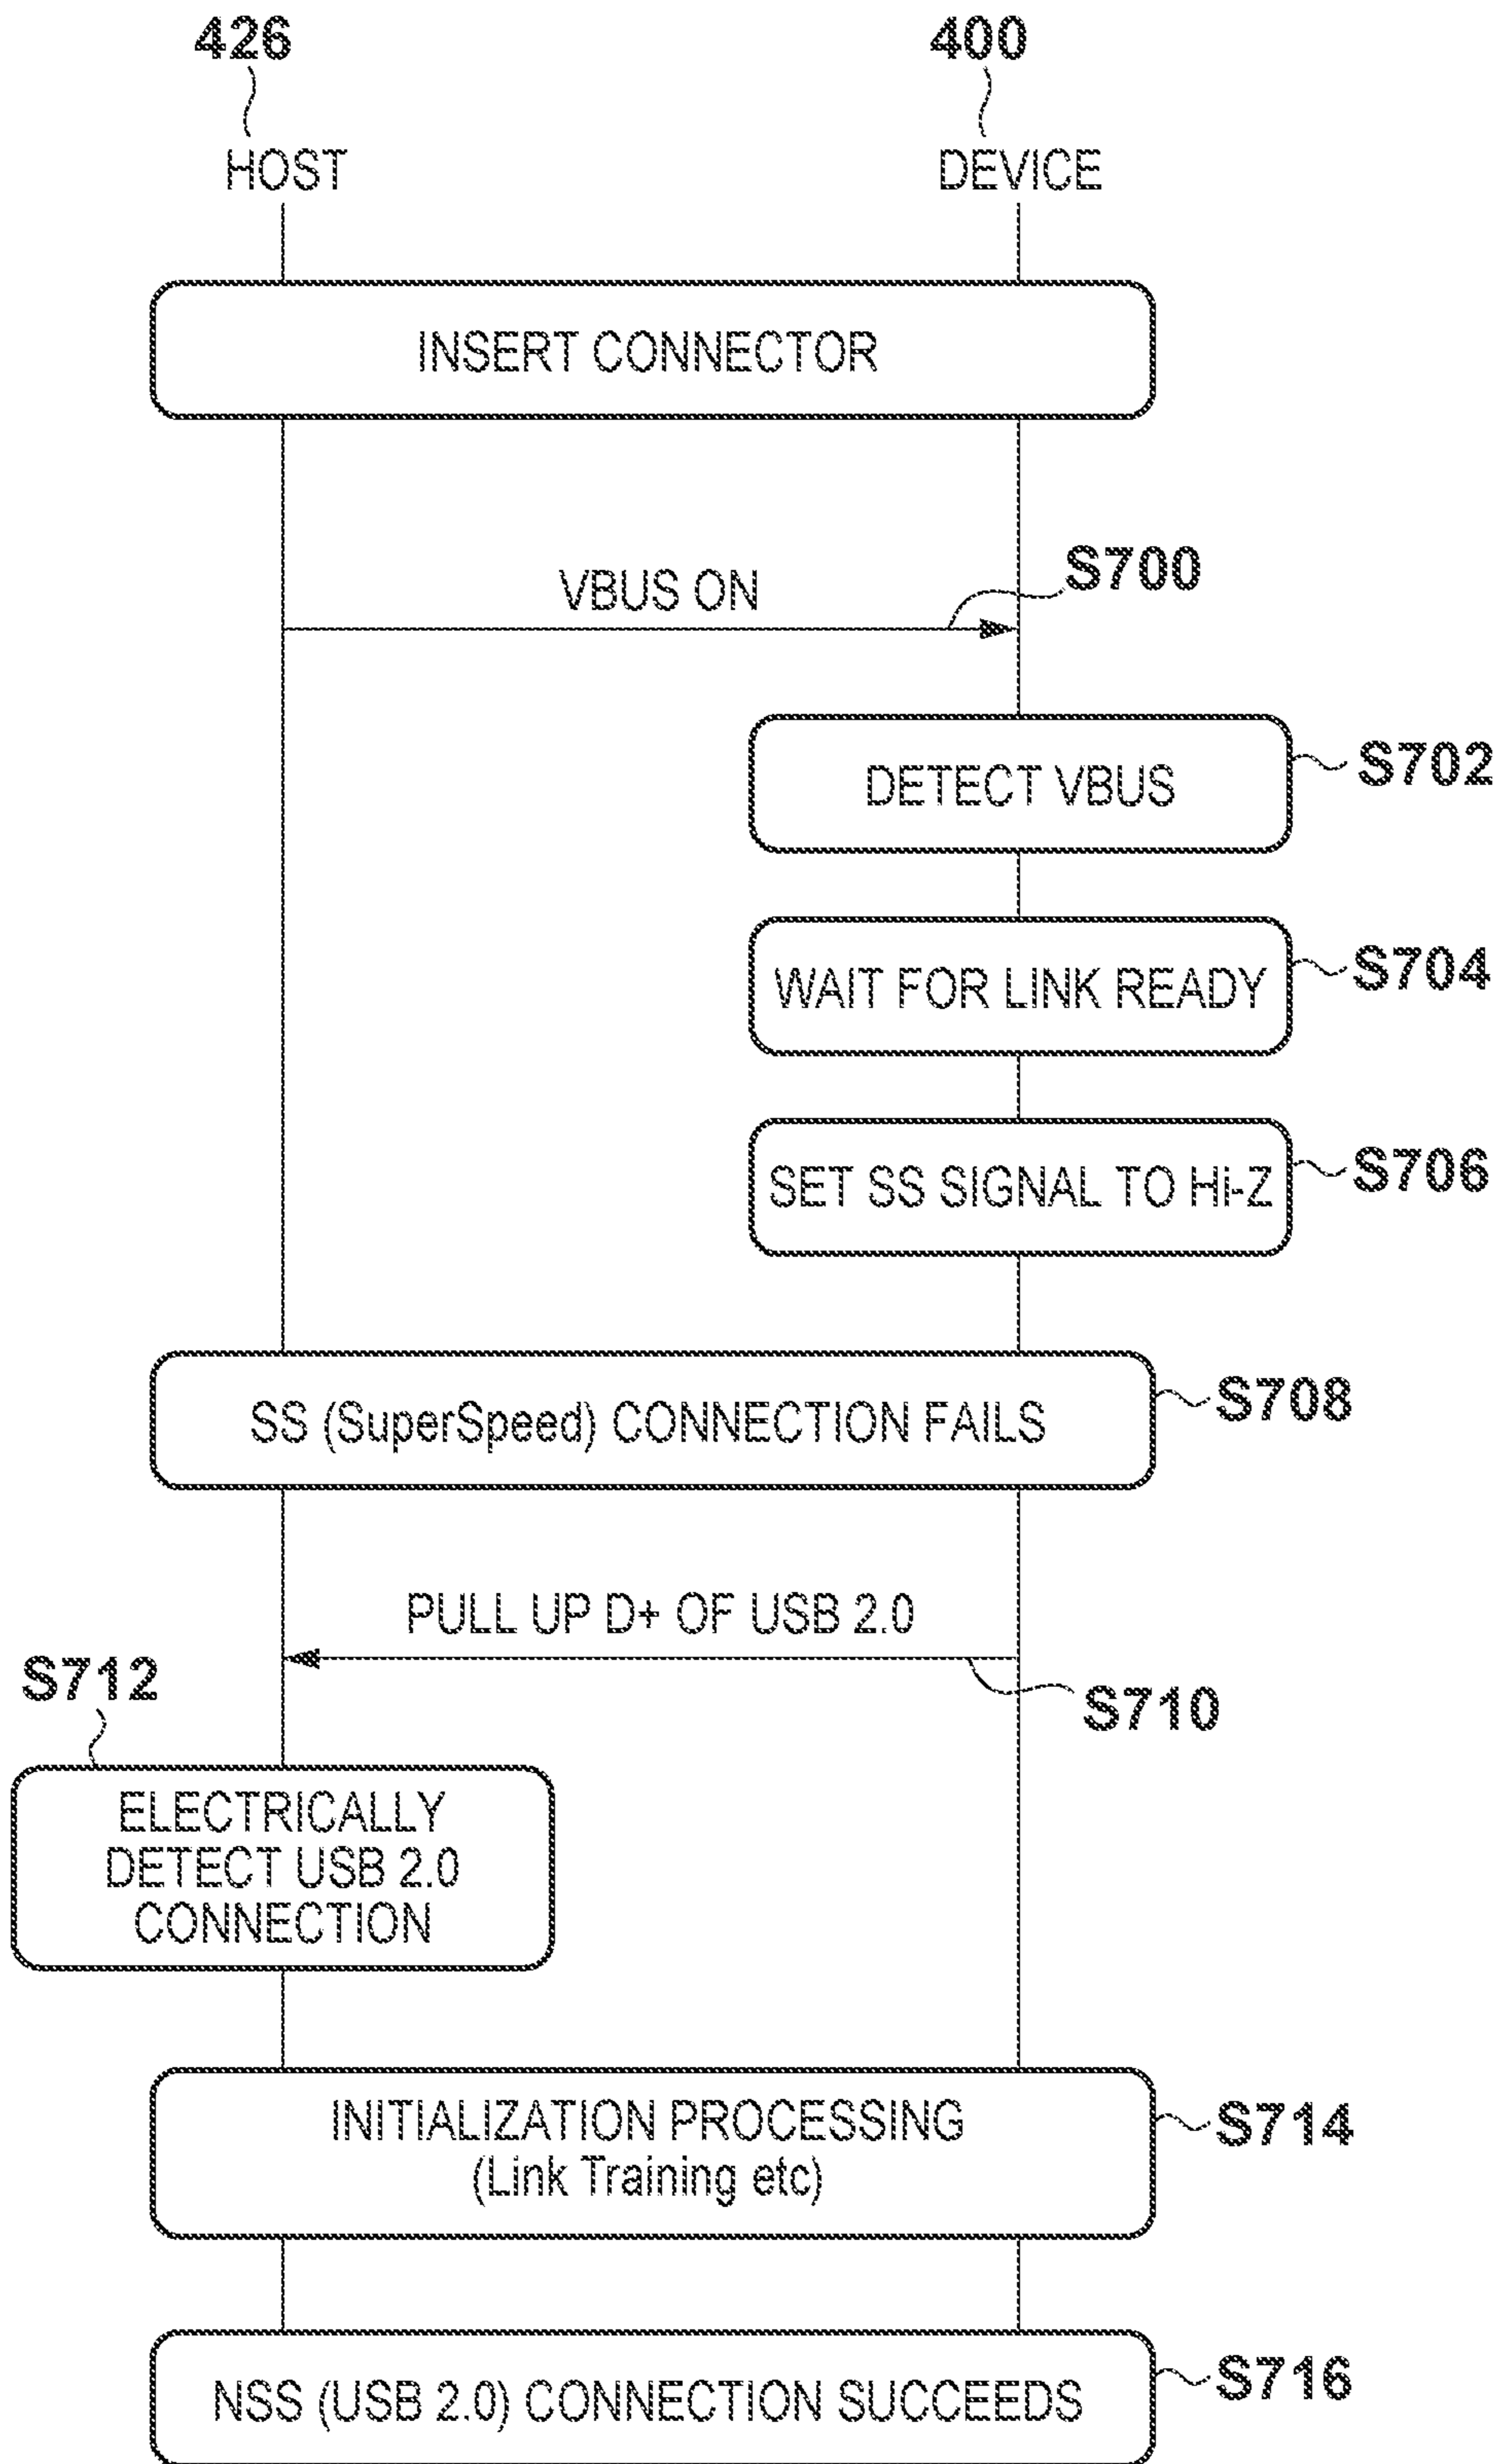 426
400
HOST
DEVICE
INSERT CONNECTOR
VBUS ON
S700
DETECT VBUS
S702
WAIT FOR LINK READY
S704
SET SS SIGNAL TO Hi-Z
S706
SS (SuperSpeed) CONNECTION FAILS
S708
PULL UP D+ OF USB 2.0
S710
S712
ELECTRICALLY
DETECT USB 2.0
CONNECTION
INITIALIZATION PROCESSING
(Link Training etc)
S714
NSS (USB 2.0) CONNECTION SUCCEEDS
S716